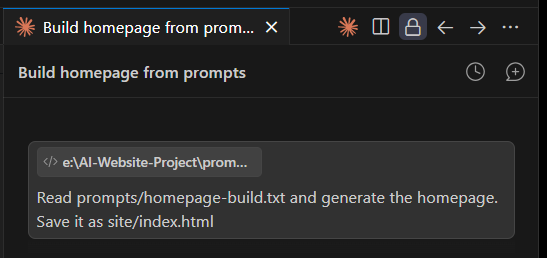 Build homepage from prom...
Build homepage from prompts
e:\AI-Website-Project\prom...
Read prompts/homepage-build.txt and generate the homepage.
Save it as site/index.html